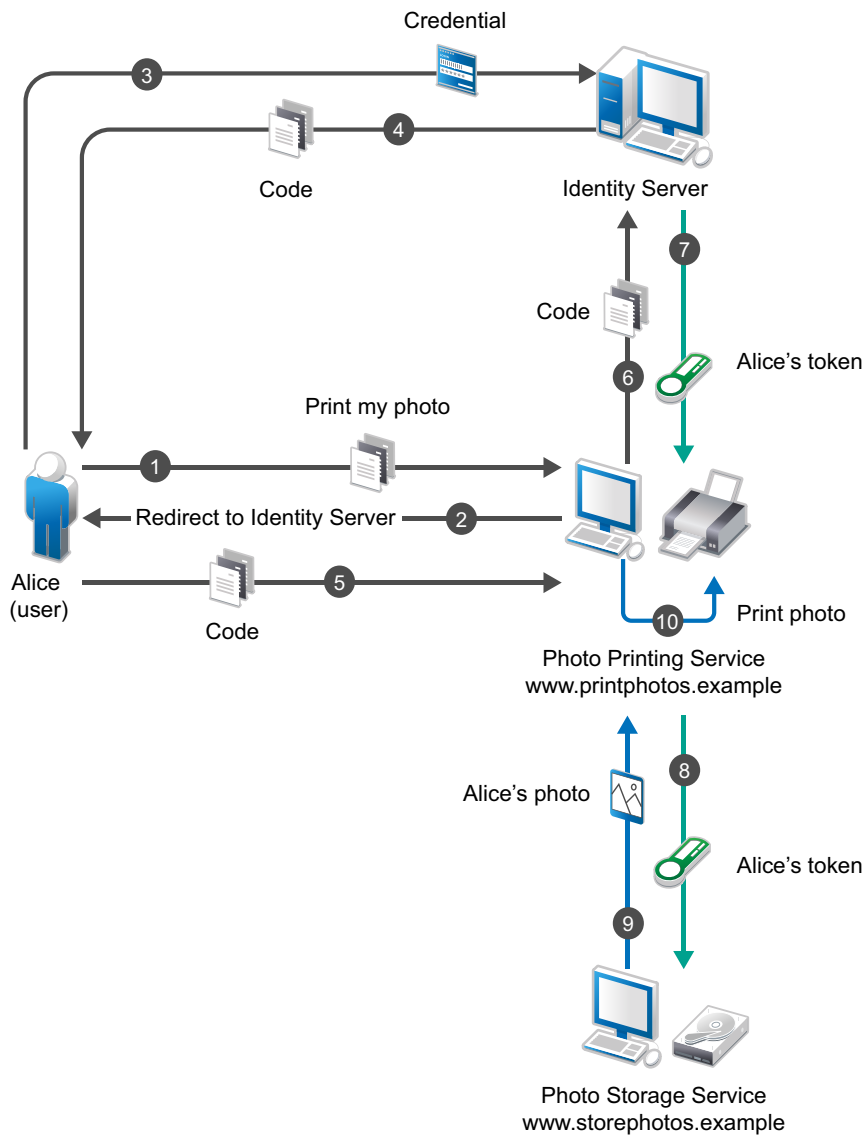 Credential
3
4
Code
Identity Server
7
Code
Alice's token
6
Print my photo
1
Redirect to Identity Server
2
Alice
(user)
5
Code
10
Print photo
Photo Printing Service
www.printphotos.example
8
Alice's photo
Alice's token
9
Photo Storage Service
www.storephotos.example